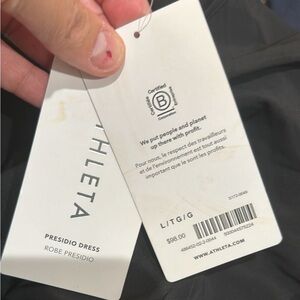 ATHLETA
PRESIDIO DRESS
ROBE PRESIDIO
Certified
B
Corporation
We put people and planet
up there with profit.
Pour nous, le respect des travailleurs
et de l'environnement est tout aussi
important que le sont les profits.
L/TG/G
$98.00
WWW.ATHLETA.COM